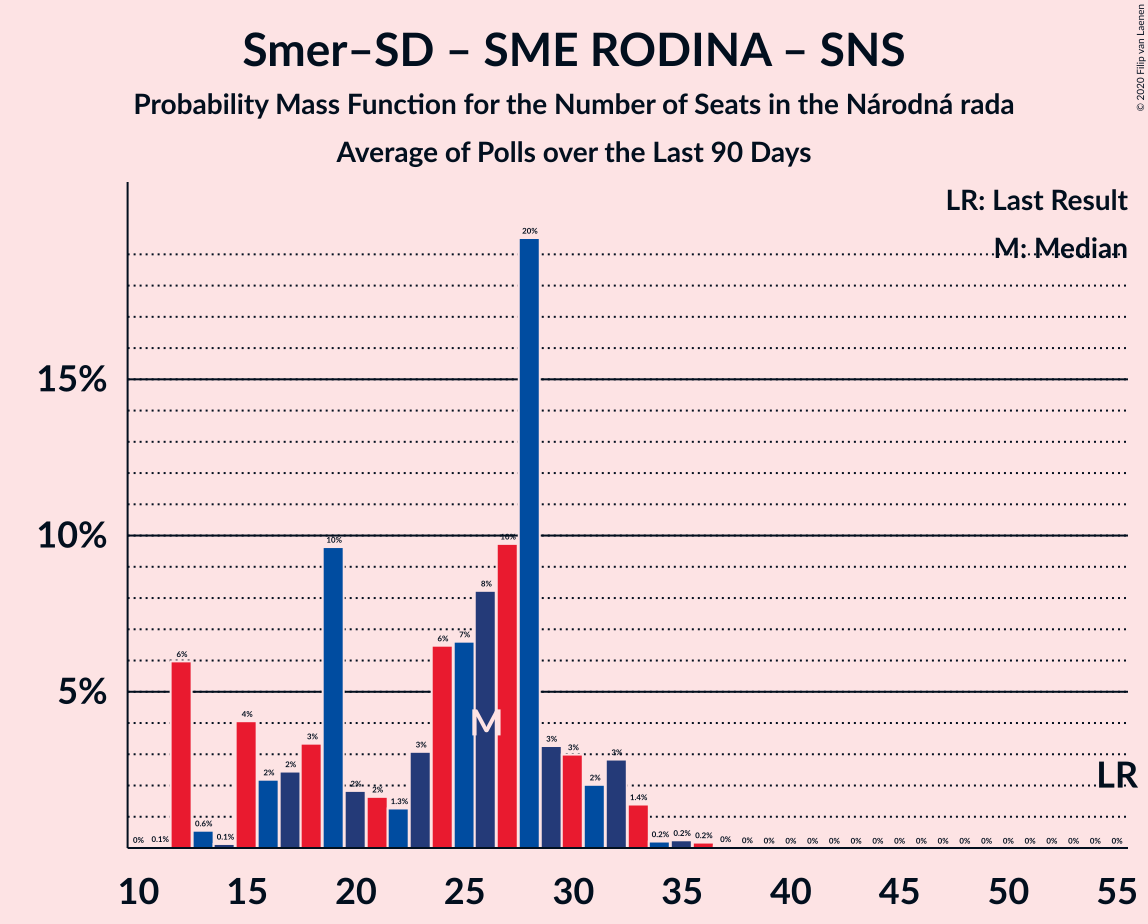 Smer–SD – SME RODINA – SNS
Probability Mass Function for the Number of Seats in the Národná rada
Average of Polls over the Last 90 Days
© 2020 Filip van Laenen
LR: Last Result
M: Median
15%
10%
5%
0% 0.1% 6% 0.6% 0.1% 4% 2% 2% 3% 10% 2% 2% 1.3% 3% 6% 7% 8% 10% 20% 3% 3% 2% 3% 1.4% 0.2% 0.2% 0.2% 0% 0% 0% 0% 0% 0% 0% 0% 0% 0% 0% 0% 0% 0% 0% 0% 0% 0% 0%
M
LR
10 15 20 25 30 35 40 45 50 55